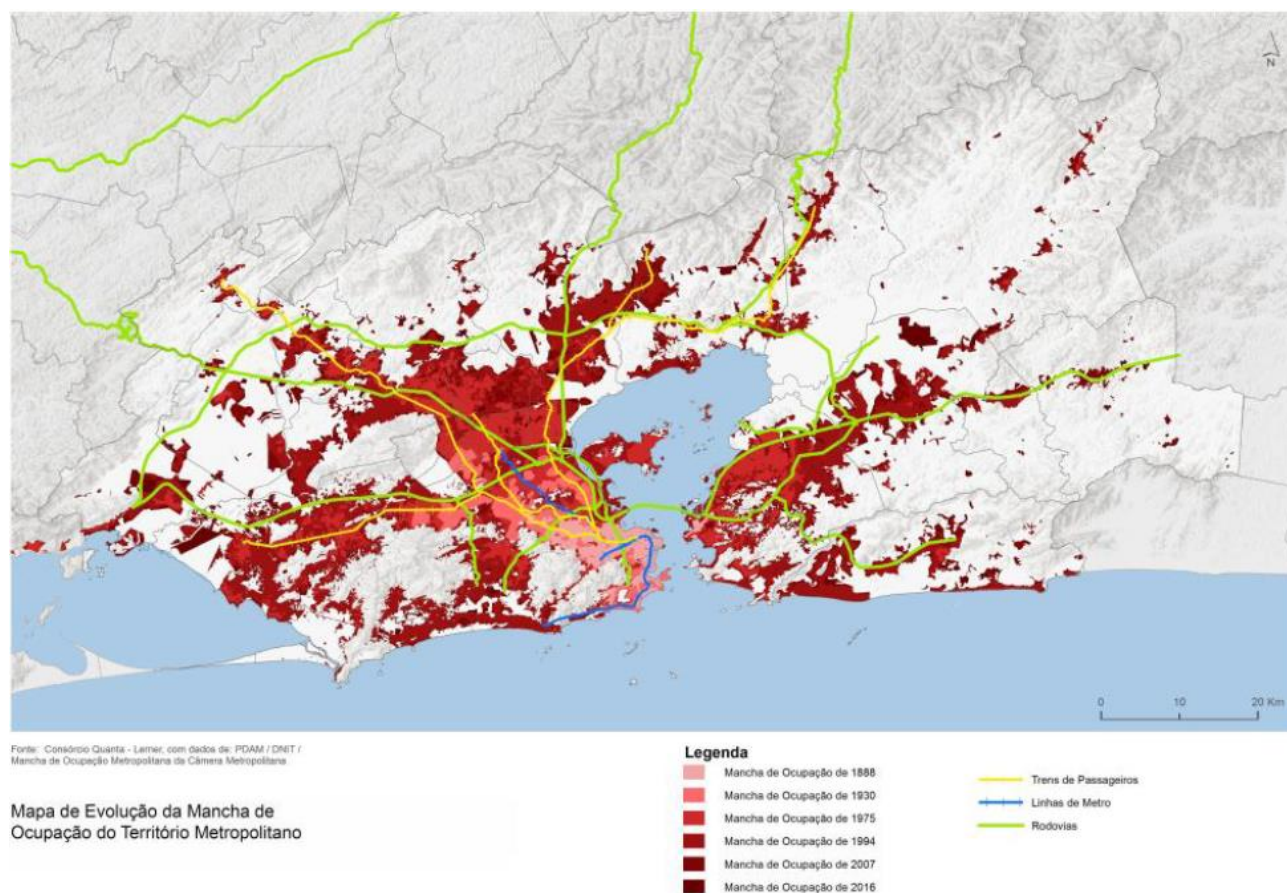 N
0 10 20 Km
Fonte: Consórcio Quanta - Lerner, com dados de: PDAM / DNIT /
Mancha de Ocupação Metropolitana da Câmera Metropolitana
Mapa de Evolução da Mancha de
Ocupação do Território Metropolitano
Legenda
Mancha de Ocupação de 1888
Mancha de Ocupação de 1930
Mancha de Ocupação de 1975
Mancha de Ocupação de 1994
Mancha de Ocupação de 2007
Mancha de Ocupação de 2016
Trens de Passageiros
Linhas de Metro
Rodovias